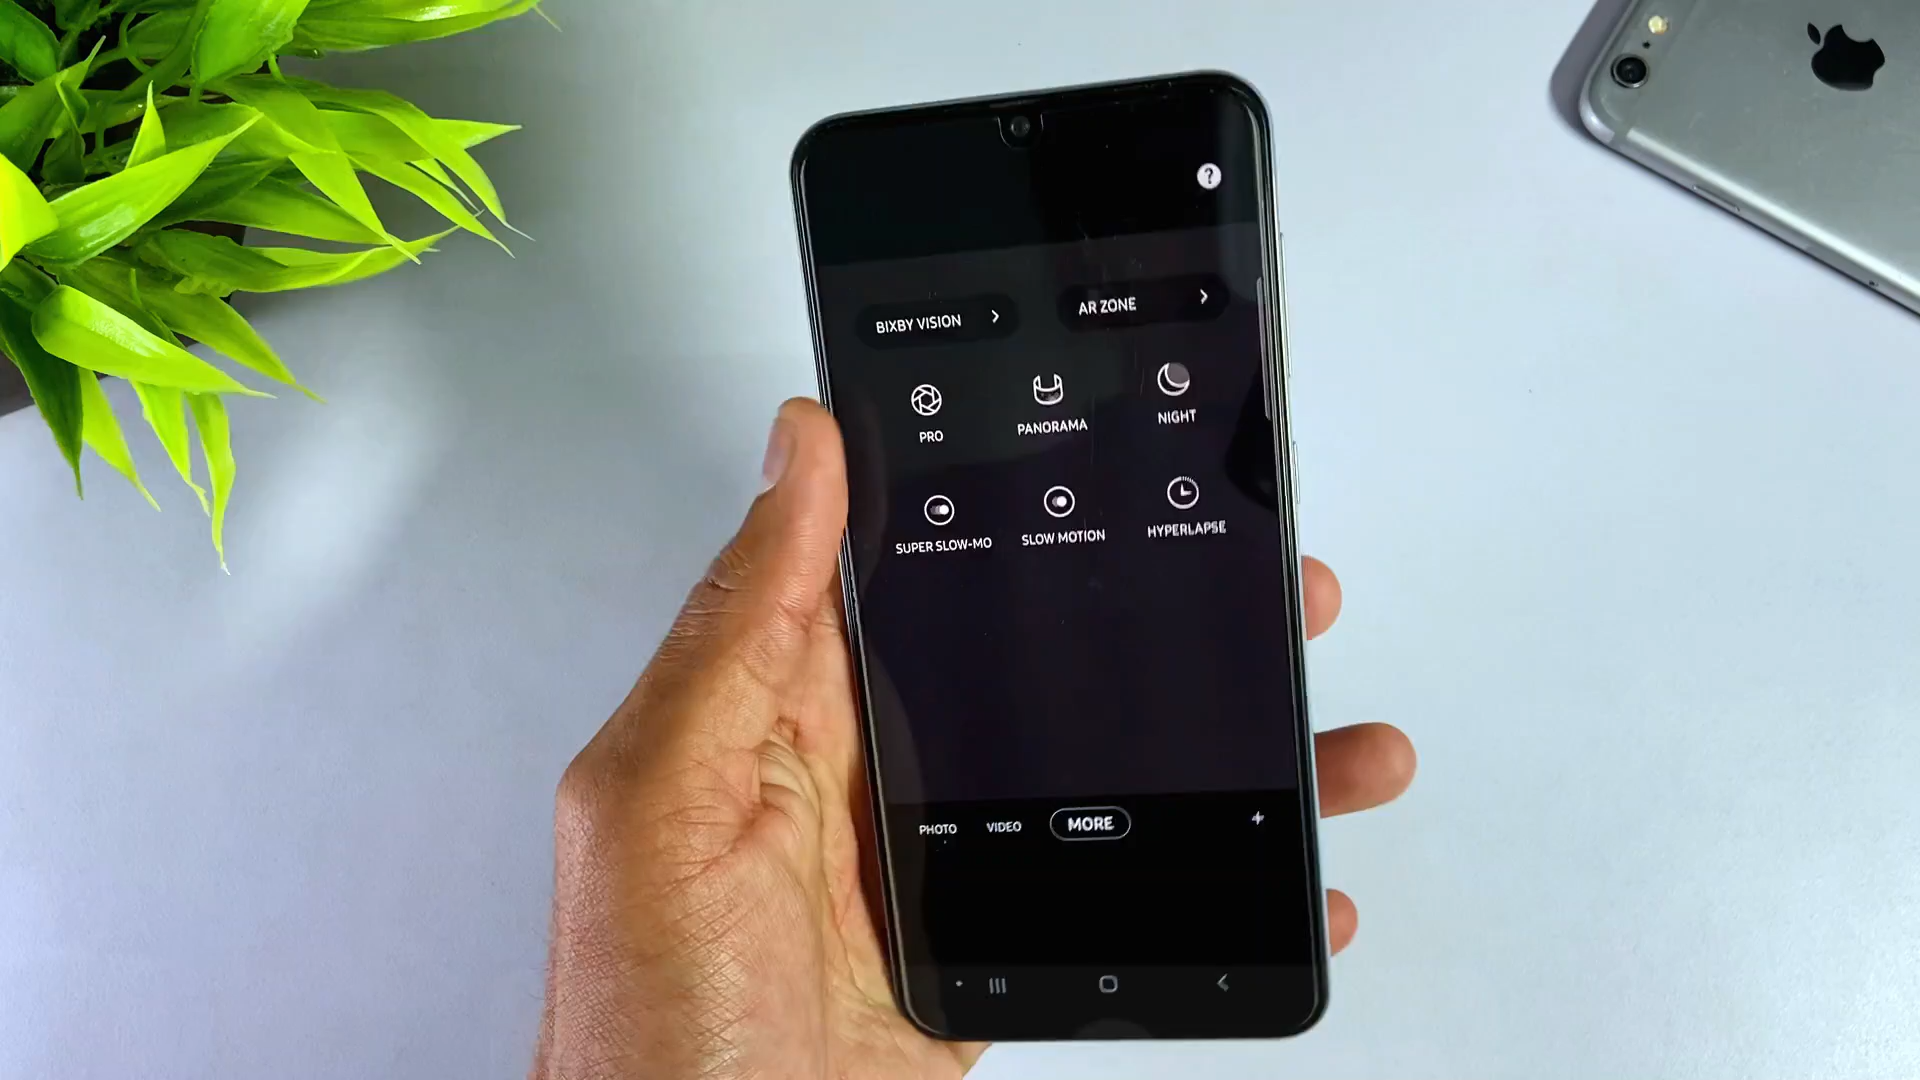 ?
BIXBY VISION >
AR ZONE >
PRO
PANORAMA
NIGHT
SUPER SLOW-MO
SLOW MOTION
HYPERLAPSE
PHOTO VIDEO MORE +